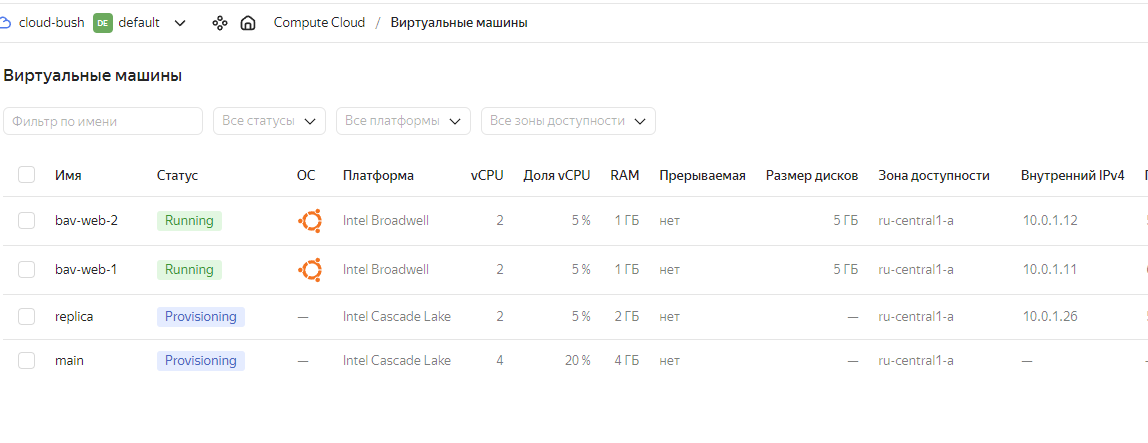 cloud-bush DE default Compute Cloud / Виртуальные машины
Виртуальные машины
Фильтр по имени Все статусы Все платформы Все зоны доступности
Имя Статус ОС Платформа vCPU Доля vCPU RAM Прерываемая Размер дисков Зона доступности Внутренний IPv4
bav-web-2 Running Intel Broadwell 2 5 % 1 ГБ нет 5 ГБ ru-central1-a 10.0.1.12
bav-web-1 Running Intel Broadwell 2 5 % 1 ГБ нет 5 ГБ ru-central1-a 10.0.1.11
replica Provisioning — Intel Cascade Lake 2 5 % 2 ГБ нет — ru-central1-a 10.0.1.26
main Provisioning — Intel Cascade Lake 4 20 % 4 ГБ нет — ru-central1-a —